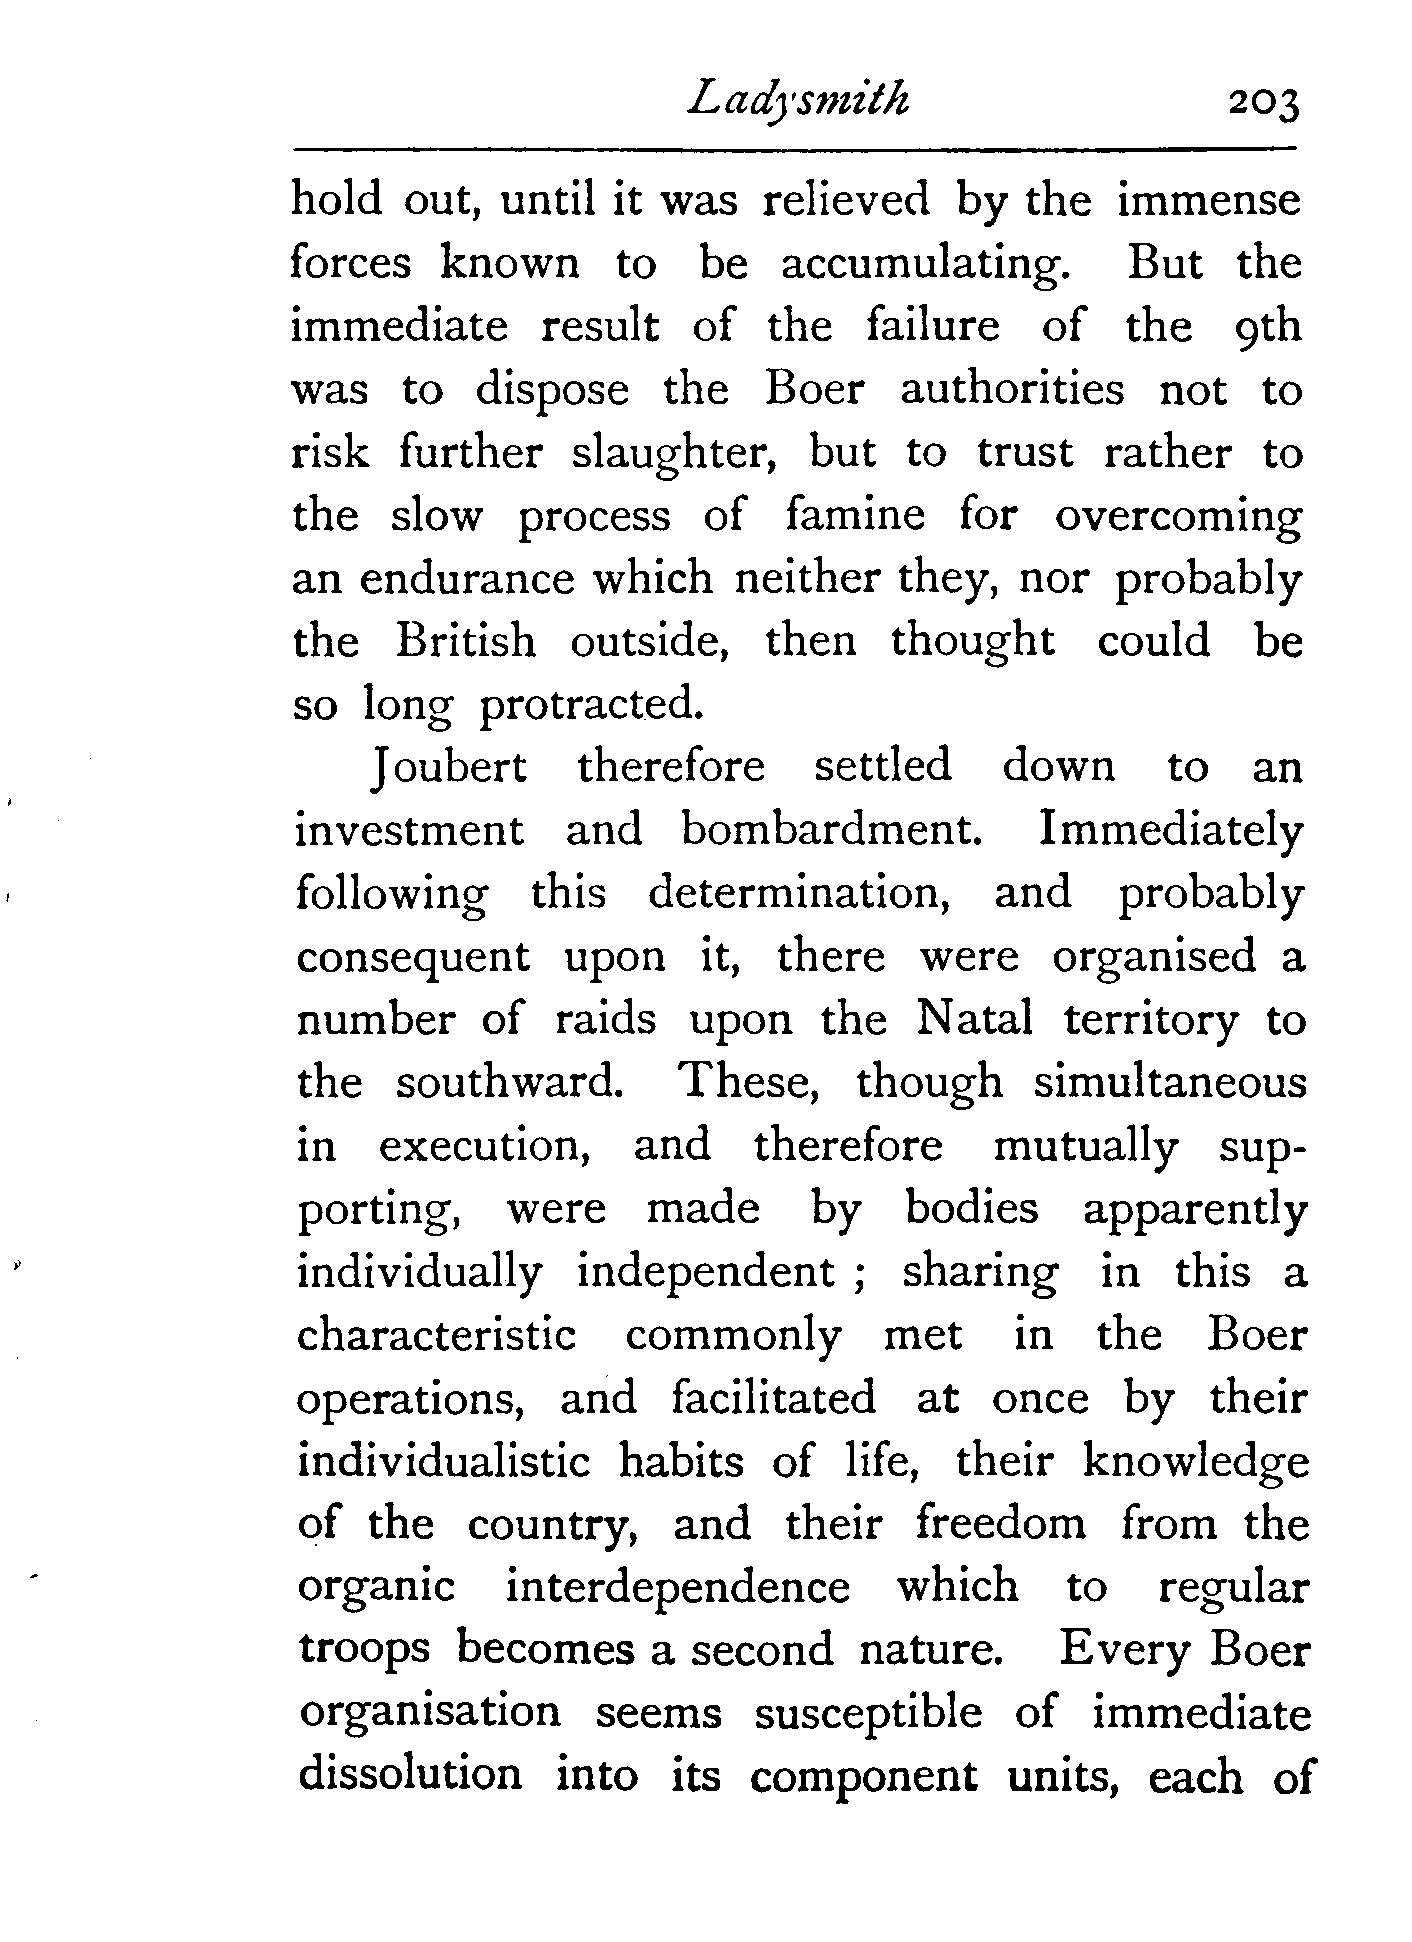 Ladysmith 203
hold out, until it was relieved by the immense
forces known to be accumulating. But the
immediate result of the failure of the 9th
was to dispose the Boer authorities not to
risk further slaughter, but to trust rather to
the slow process of famine for overcoming
an endurance which neither they, nor probably
the British outside, then thought could be
so long protracted.
Joubert therefore settled down to an
investment and bombardment. Immediately
following this determination, and probably
consequent upon it, there were organised a
number of raids upon the Natal territory to
the southward. These, though simultaneous
in execution, and therefore mutually sup-
porting, were made by bodies apparently
individually independent ; sharing in this a
characteristic commonly met in the Boer
operations, and facilitated at once by their
individualistic habits of life, their knowledge
of the country, and their freedom from the
organic interdependence which to regular
troops becomes a second nature. Every Boer
organisation seems susceptible of immediate
dissolution into its component units, each of